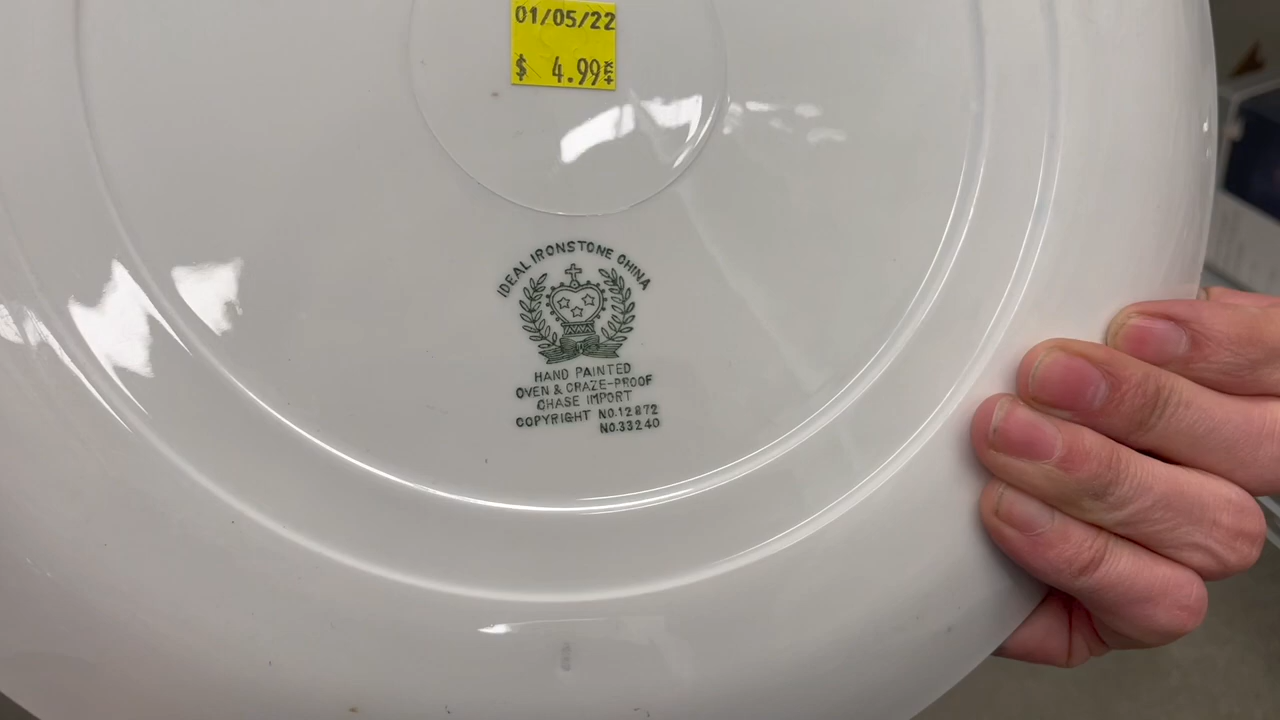 01/05/22
$ 4.99
IDEAL IRONSTONE CHINA
HAND PAINTED
OVEN & CRAZE-PROOF
CHASE IMPORT
COPYRIGHT NO.12872
NO.33240